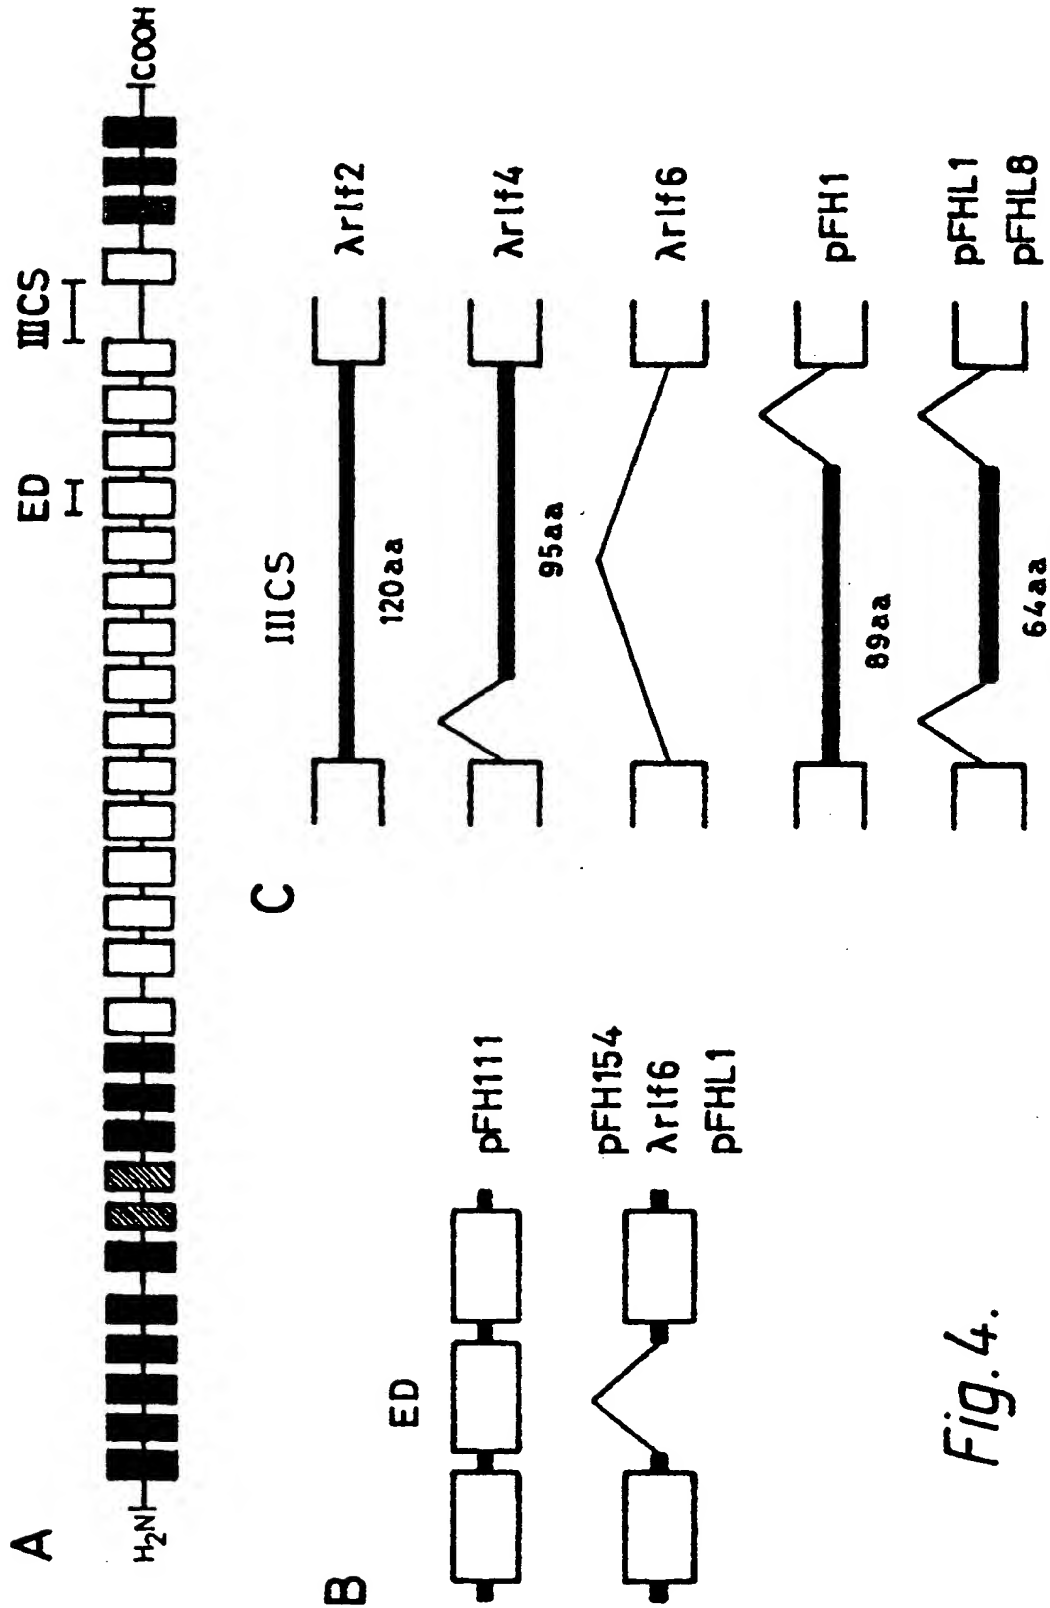 A
ED
IIICS
H₂N
COOH
B
ED
pFH111
pFH154
λrlf6
pFHL1
C
IIICS
120aa
λrlf2
95aa
λrlf4
λrlf6
89aa
pFH1
64aa
pFHL1
pFHL8
Fig. 4.